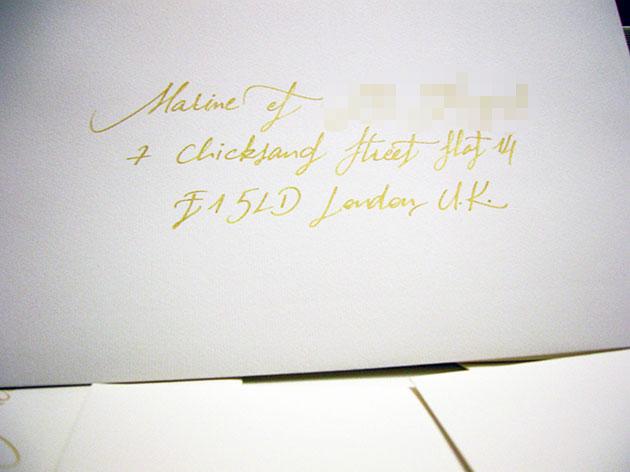 Marine et
7 Chicksand Street flat 14
E1 5LD London U.K.